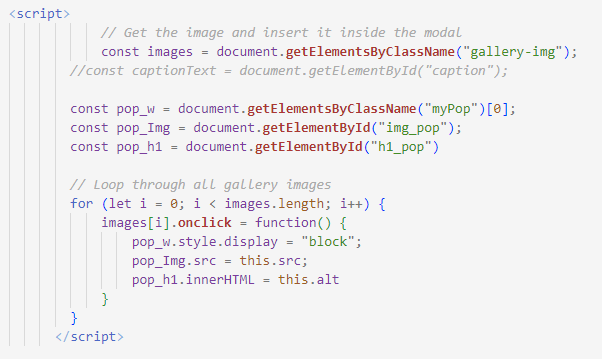 <script>
// Get the image and insert it inside the modal
const images = document.getElementsByClassName("gallery-img");
//const captionText = document.getElementById("caption");
const pop_w = document.getElementsByClassName("myPop")[0];
const pop_Img = document.getElementById("img_pop");
const pop_h1 = document.getElementById("h1_pop")
// Loop through all gallery images
for (let i = 0; i < images.length; i++) {
images[i].onclick = function() {
pop_w.style.display = "block";
pop_Img.src = this.src;
pop_h1.innerHTML = this.alt
}
}
</script>